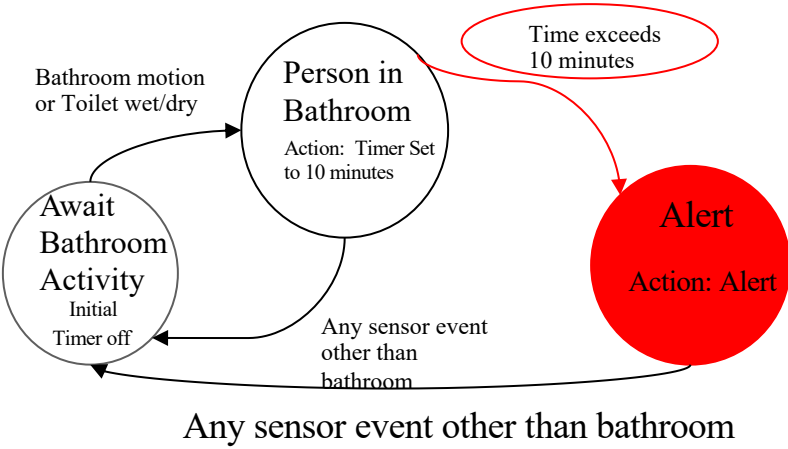 Time exceeds
10 minutes
Bathroom motion
or Toilet wet/dry
Person in
Bathroom
Action:  Timer Set
to 10 minutes
Await
Bathroom
Activity
Initial
Timer off
Alert
Action: Alert
Any sensor event
other than
bathroom
Any sensor event other than bathroom